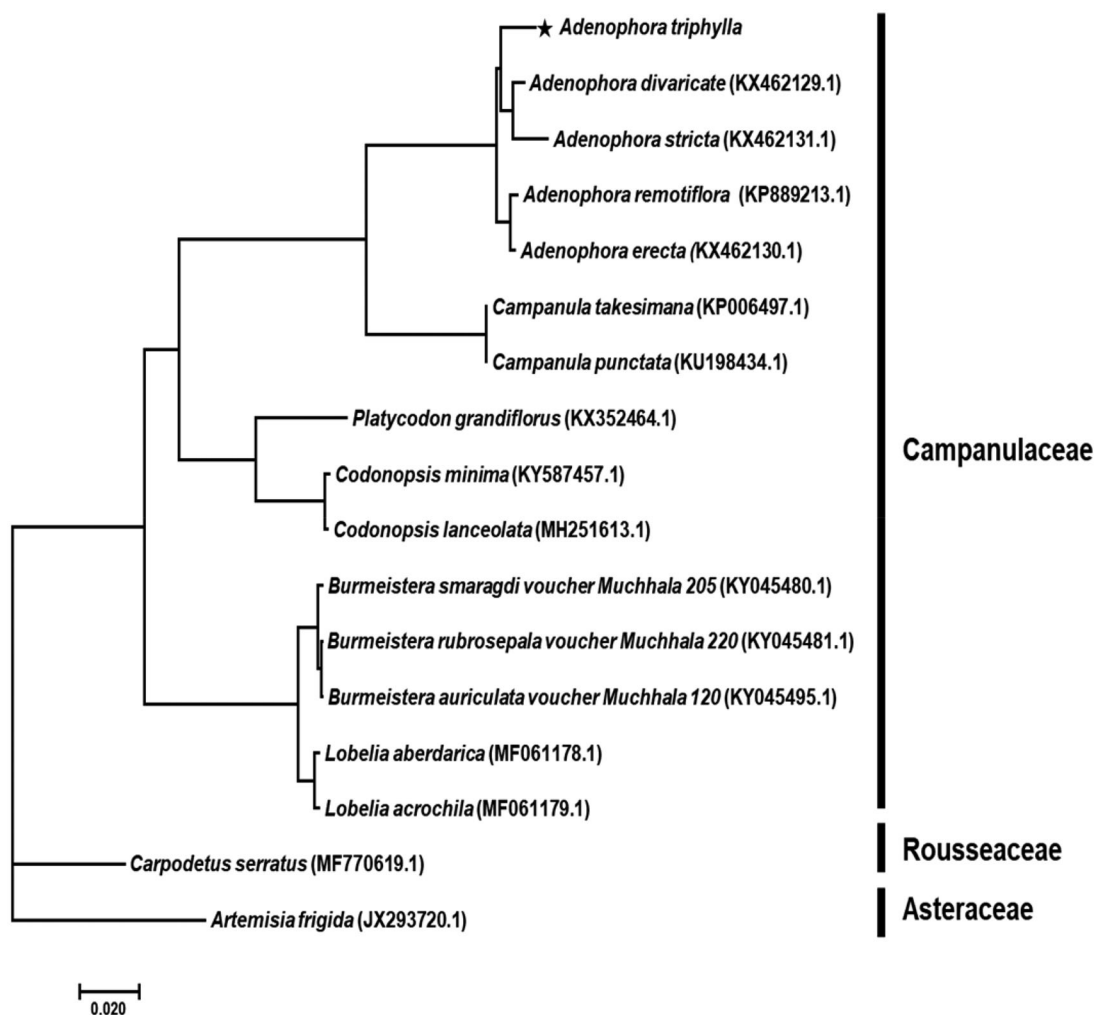 ★ Adenophora triphylla
Adenophora divaricate (KX462129.1)
Adenophora stricta (KX462131.1)
Adenophora remotiflora (KP889213.1)
Adenophora erecta (KX462130.1)
Campanula takesimana (KP006497.1)
Campanula punctata (KU198434.1)
Platycodon grandiflorus (KX352464.1)
Codonopsis minima (KY587457.1)
Codonopsis lanceolata (MH251613.1)
Burmeistera smaragdi voucher Muchhala 205 (KY045480.1)
Burmeistera rubrosepala voucher Muchhala 220 (KY045481.1)
Burmeistera auriculata voucher Muchhala 120 (KY045495.1)
Lobelia aberdarica (MF061178.1)
Lobelia acrochila (MF061179.1)
Carpodetus serratus (MF770619.1)
Artemisia frigida (JX293720.1)
Campanulaceae
Rousseaceae
Asteraceae
0.020